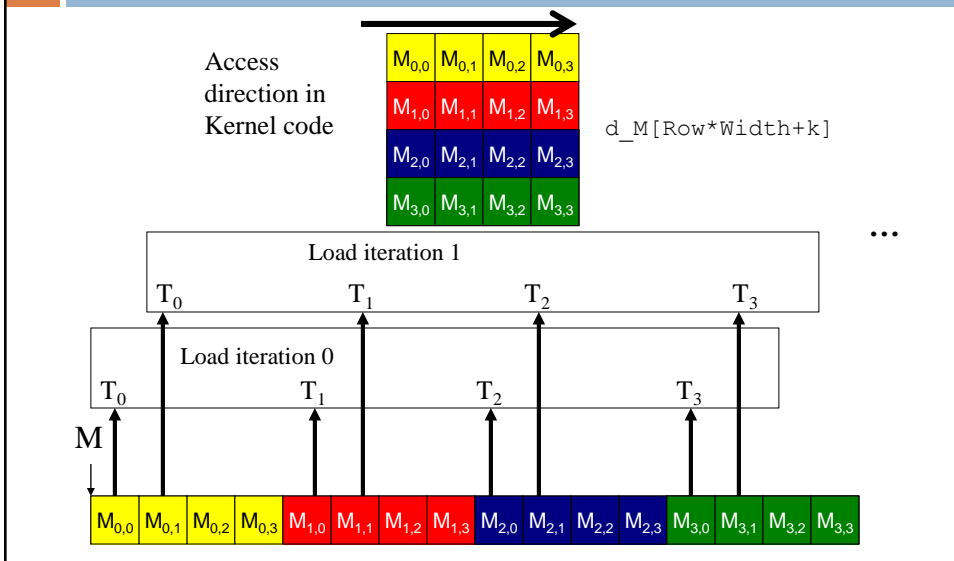 Access
direction in
Kernel code
M0,0 M0,1 M0,2 M0,3
M1,0 M1,1 M1,2 M1,3
M2,0 M2,1 M2,2 M2,3
M3,0 M3,1 M3,2 M3,3
d_M[Row*Width+k]
...
Load iteration 1
T0 T1 T2 T3
Load iteration 0
T0 T1 T2 T3
M
M0,0 M0,1 M0,2 M0,3 M1,0 M1,1 M1,2 M1,3 M2,0 M2,1 M2,2 M2,3 M3,0 M3,1 M3,2 M3,3